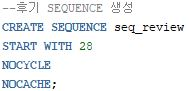 --후기 SEQUENCE 생성
CREATE SEQUENCE seq_review
START WITH 28
NOCYCLE
NOCACHE;